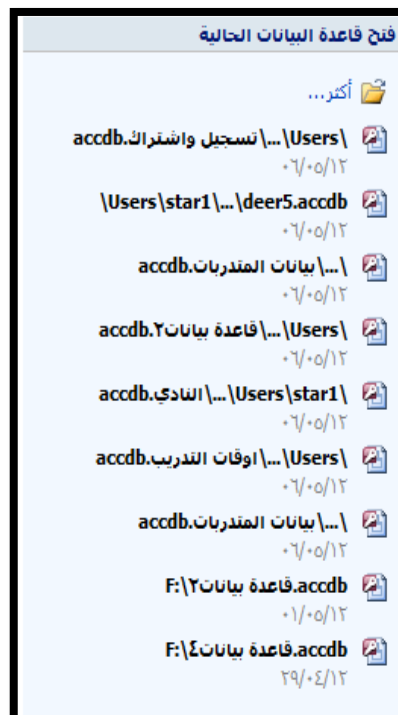 فتح قاعدة البيانات الحالية
أكثر...
\Users\...\تسجيل واشتراك.accdb
٠٦/٠٥/١٢
\Users\star1\...\deer5.accdb
٠٦/٠٥/١٢
\...\بيانات المتدربات.accdb
٠٦/٠٥/١٢
\Users\...\قاعدة بيانات٢.accdb
٠٦/٠٥/١٢
\Users\star1\...\النادي.accdb
٠٦/٠٥/١٢
\Users\...\اوقات التدريب.accdb
٠٦/٠٥/١٢
\...\بيانات المتدربات.accdb
٠٦/٠٥/١٢
F:\قاعدة بيانات٢.accdb
٠١/٠٥/١٢
F:\قاعدة بيانات٤.accdb
٢٩/٠٤/١٢